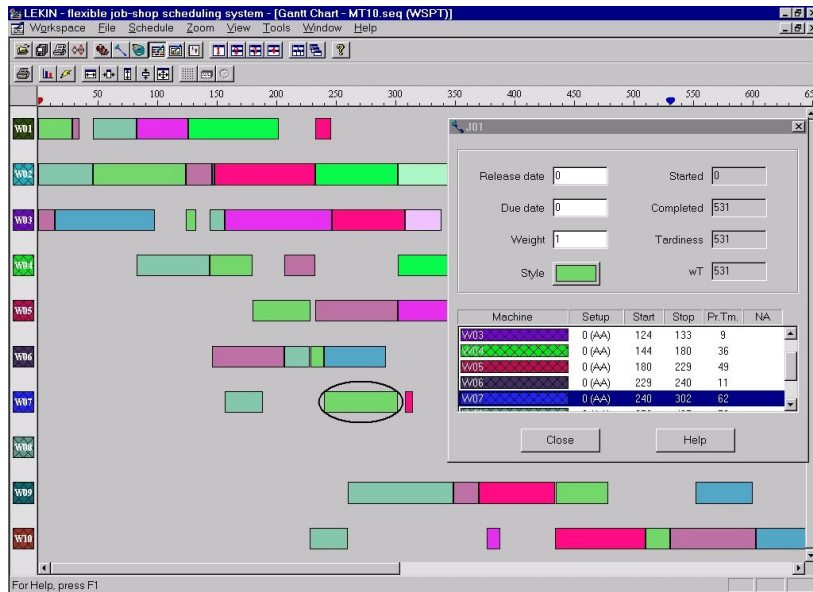 LEKIN - flexible job-shop scheduling system - [Gantt Chart - MT10.seq (WSPT)]
Workspace File Schedule Zoom View Tools Window Help
50 100 150 200 250 300 350 400 450 500 550 600 65
W01
W02
W03
W04
W05
W06
W07
W08
W09
W10
J01
Release date 0 Started 0
Due date 0 Completed 531
Weight 1 Tardiness 531
Style wT 531
Machine Setup Start Stop Pr.Tm. NA
W03 0 (AA) 124 133 9
W04 0 (AA) 144 180 36
W05 0 (AA) 180 229 49
W06 0 (AA) 229 240 11
W07 0 (AA) 240 302 62
Close Help
For Help, press F1